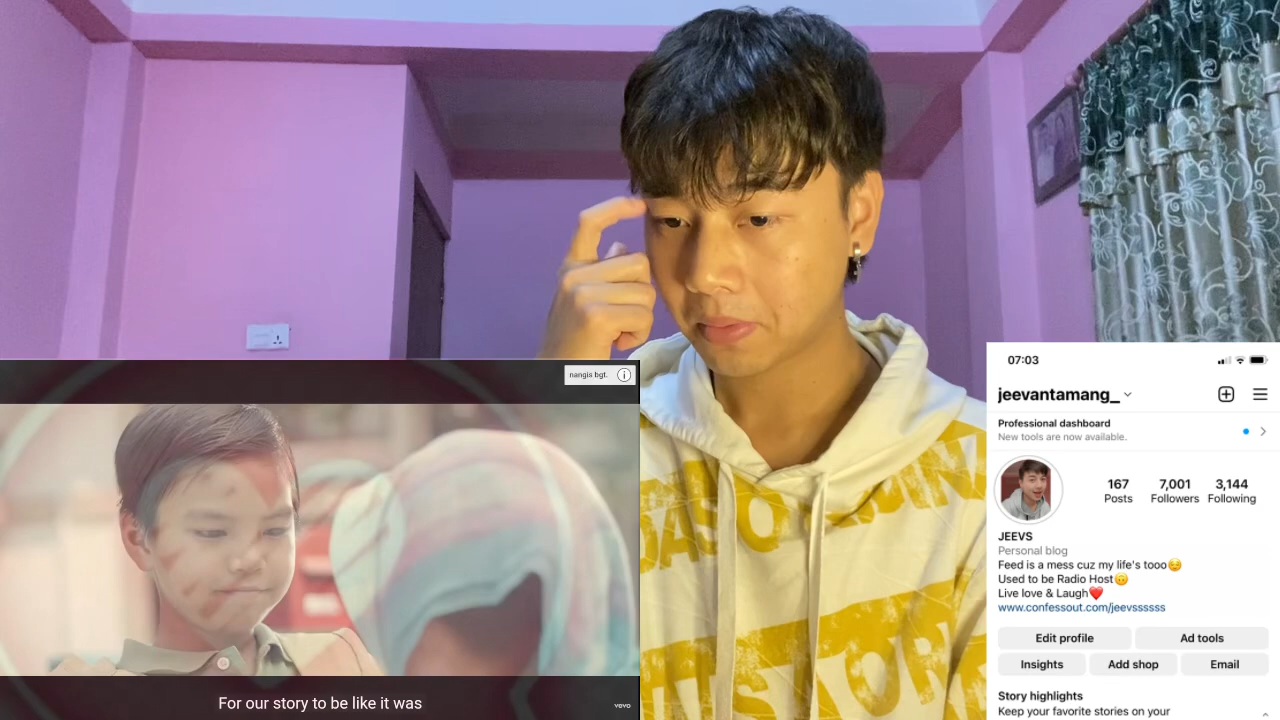 nangis bgt.
For our story to be like it was
vevo
07:03
jeevantamang_
Professional dashboard
New tools are now available.
167 7,001 3,144
Posts Followers Following
JEEVS
Personal blog
Feed is a mess cuz my life's tooo😌
Used to be Radio Host🙃
Live love & Laugh❤️
www.confessout.com/jeevssssss
Edit profile Ad tools
Insights Add shop Email
Story highlights
Keep your favorite stories on your